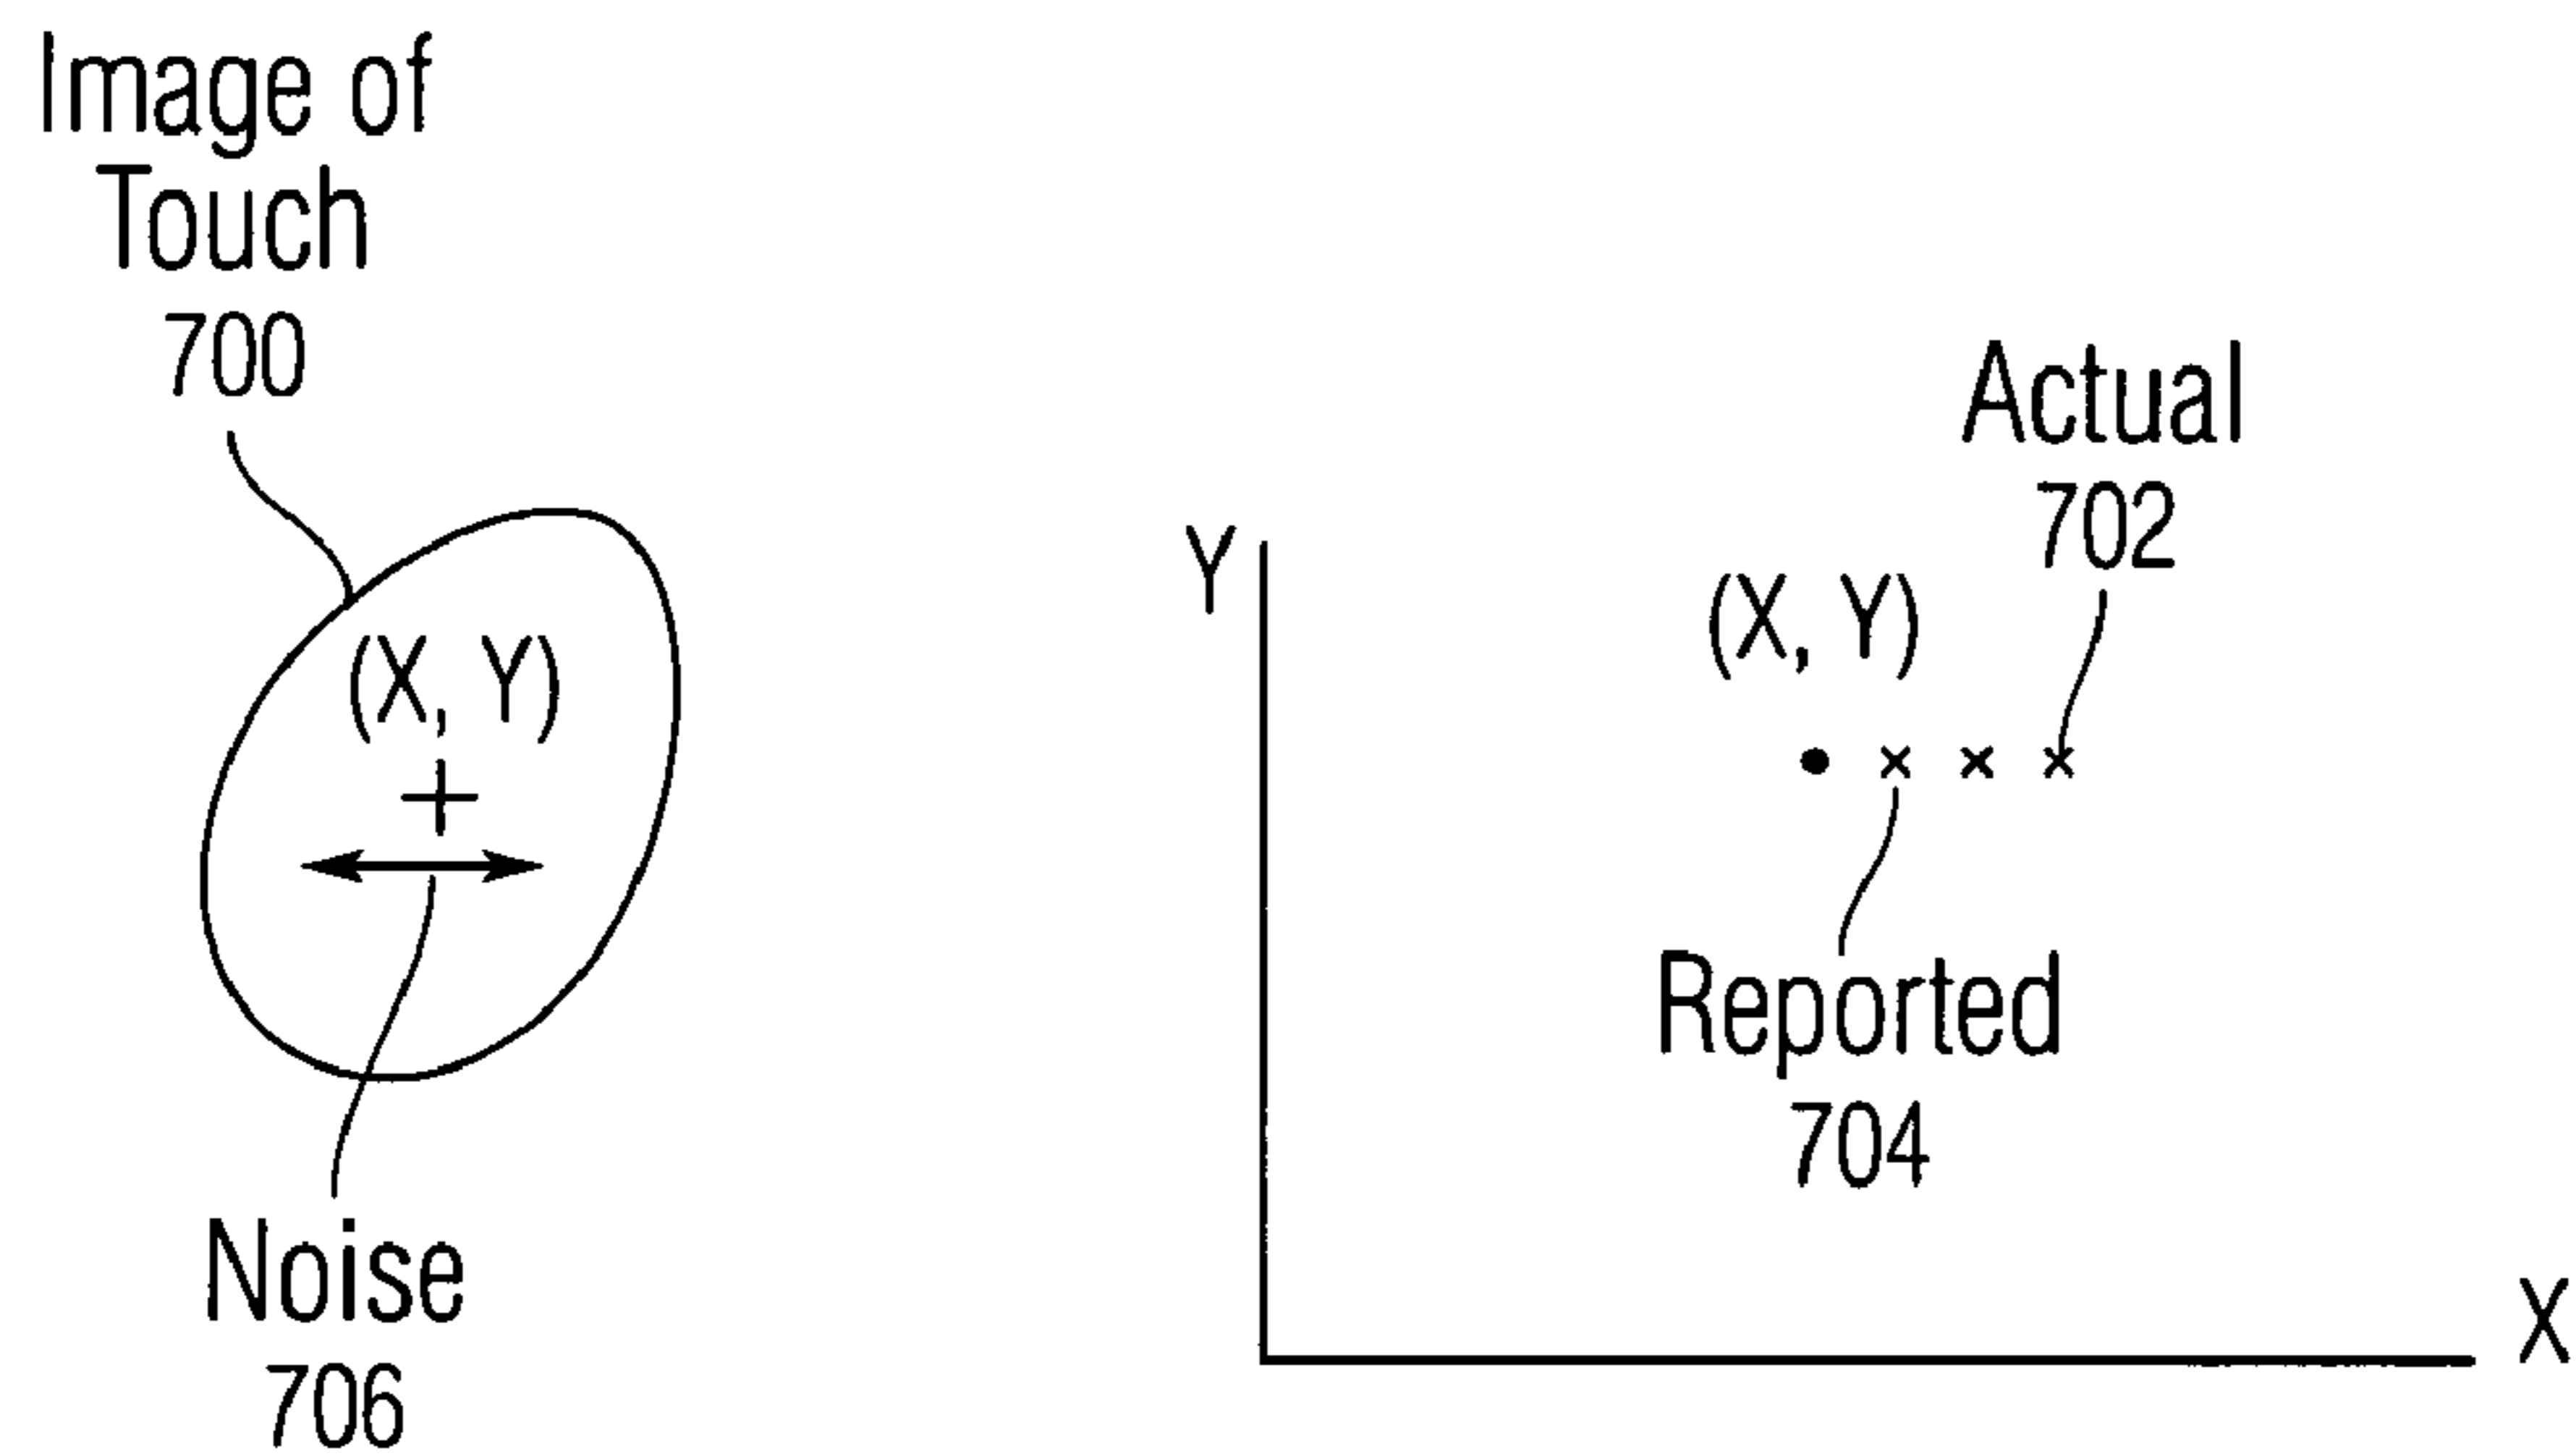 Image of
Touch
700
(X, Y)
Noise
706
Y
Actual
702
(X, Y)
Reported
704
X